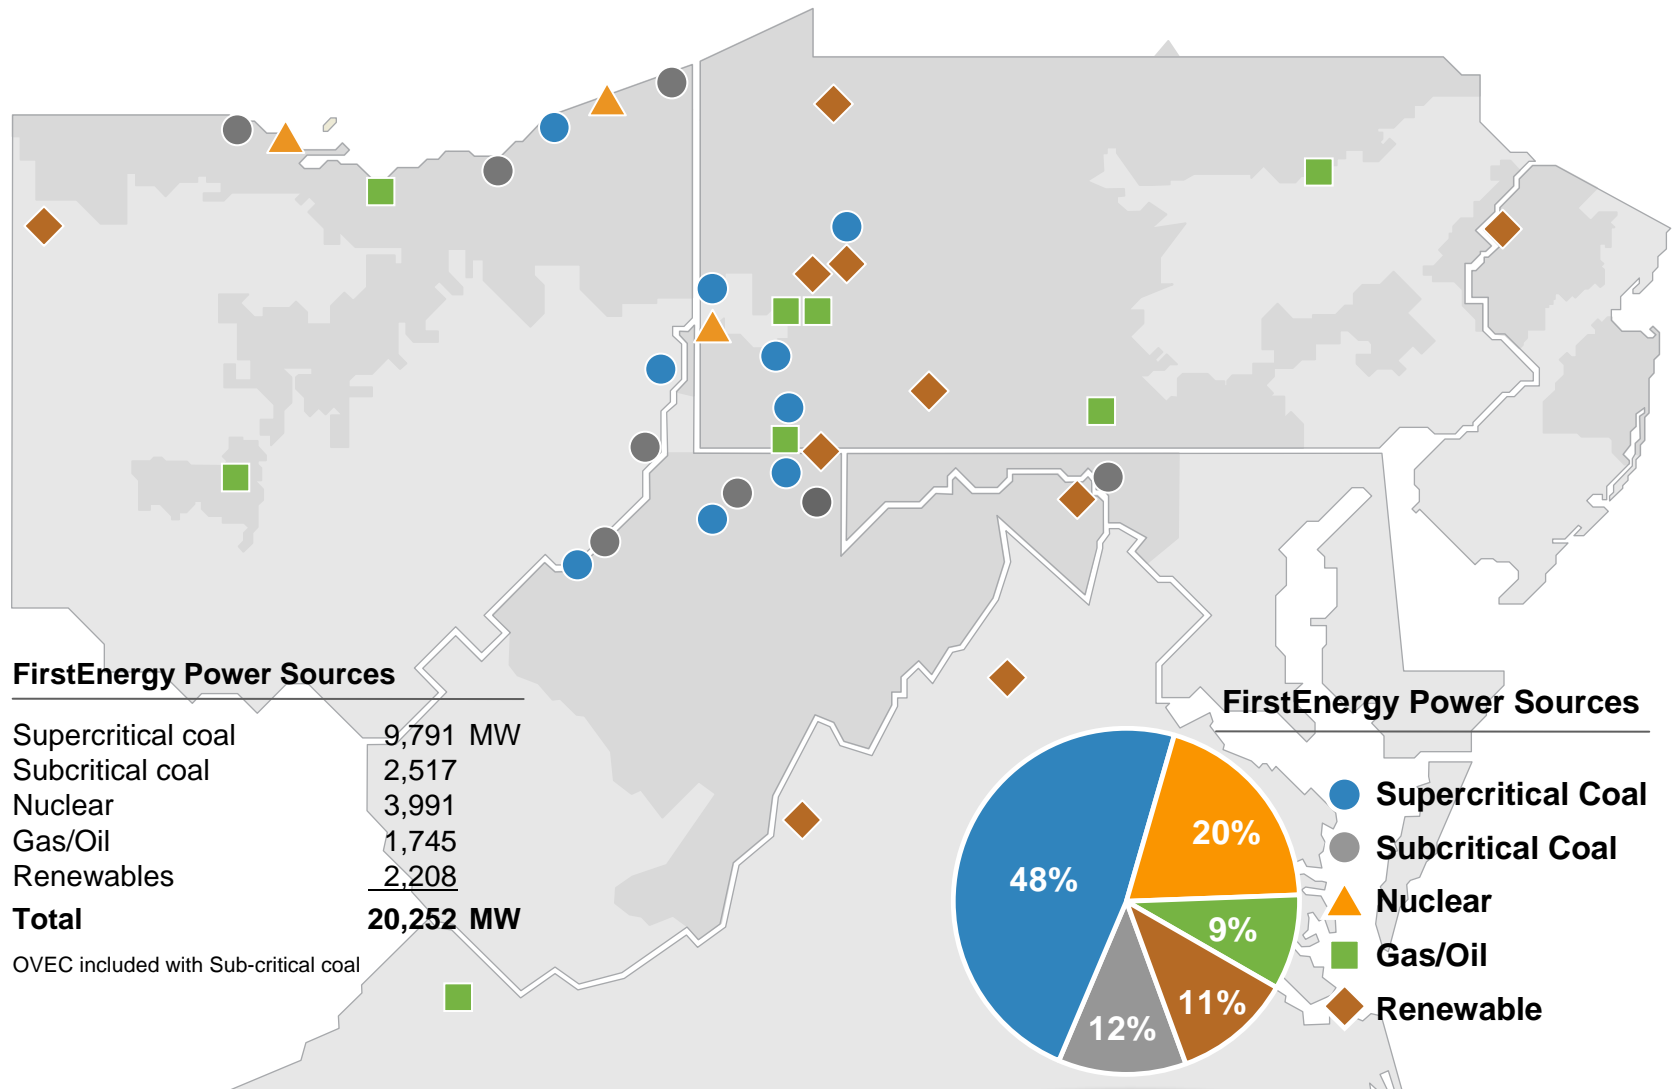 FirstEnergy Power Sources
Supercritical coal 9,791 MW
Subcritical coal 2,517
Nuclear 3,991
Gas/Oil 1,745
Renewables 2,208
Total 20,252 MW
OVEC included with Sub-critical coal
FirstEnergy Power Sources
48%
20%
9%
11%
12%
Supercritical Coal
Subcritical Coal
Nuclear
Gas/Oil
Renewable